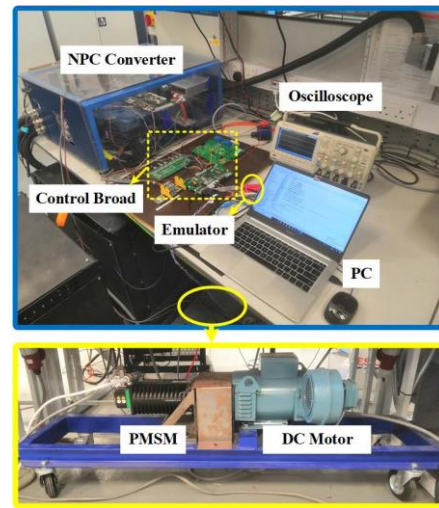 NPC Converter
Oscilloscope
Control Broad
Emulator
PC
PMSM
DC Motor